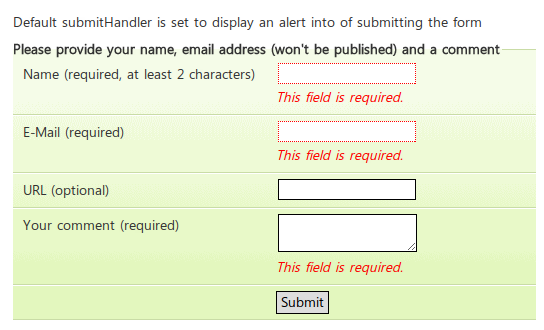 Default submitHandler is set to display an alert into of submitting the form
Please provide your name, email address (won't be published) and a comment
Name (required, at least 2 characters)
This field is required.
E-Mail (required)
This field is required.
URL (optional)
Your comment (required)
This field is required.
Submit